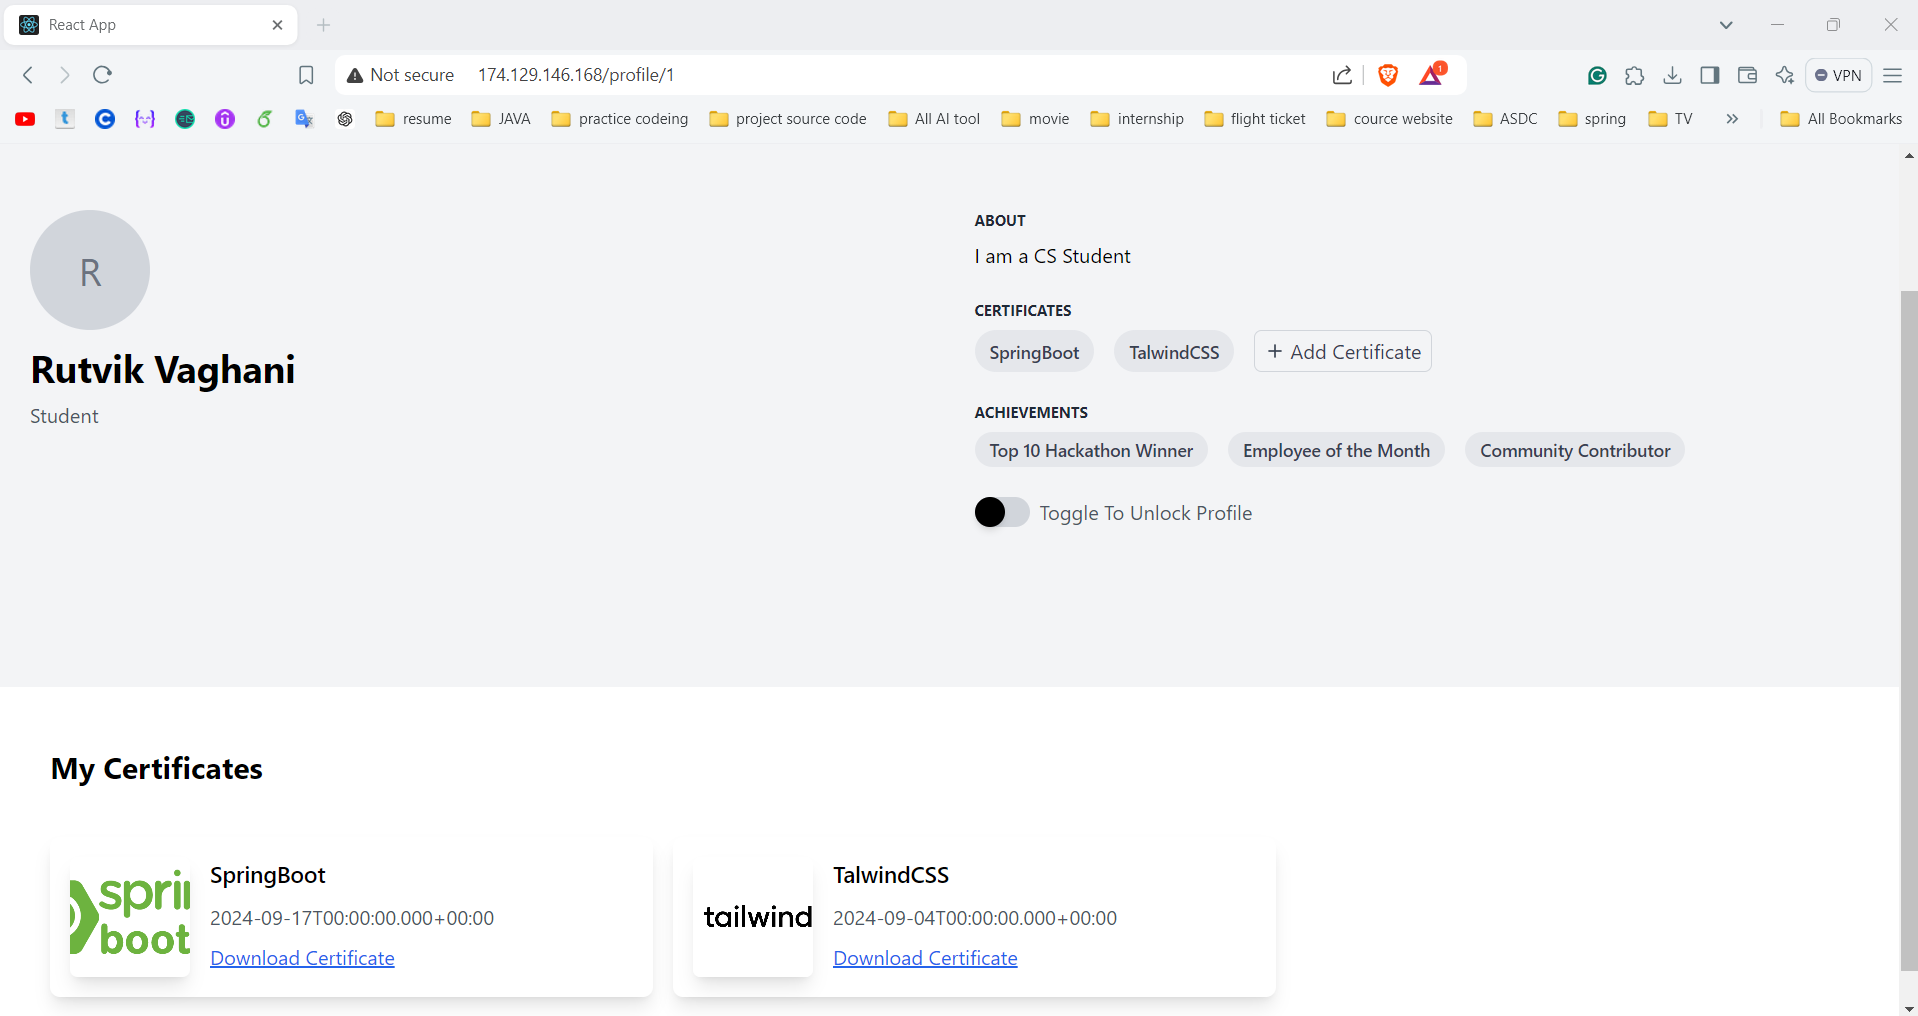 React App
Not secure 174.129.146.168/profile/1
1
VPN
resume JAVA practice codeing project source code All AI tool movie internship flight ticket cource website ASDC spring TV All Bookmarks
R
Rutvik Vaghani
Student
ABOUT
I am a CS Student
CERTIFICATES
SpringBoot TalwindCSS + Add Certificate
ACHIEVEMENTS
Top 10 Hackathon Winner Employee of the Month Community Contributor
Toggle To Unlock Profile
My Certificates
sprin
boot
SpringBoot
2024-09-17T00:00:00.000+00:00
Download Certificate
tailwind
TalwindCSS
2024-09-04T00:00:00.000+00:00
Download Certificate